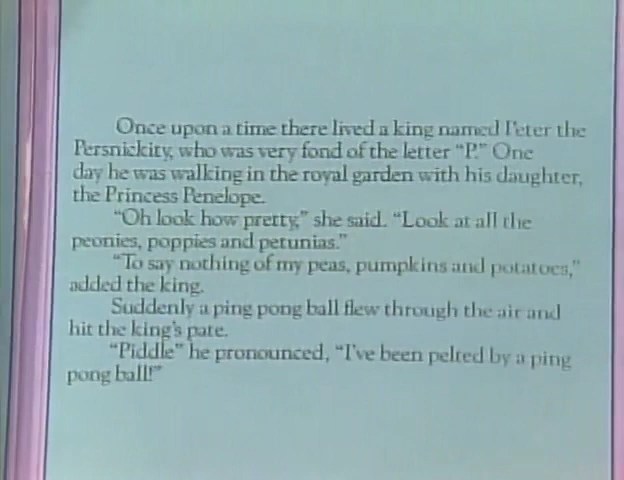 Once upon a time there lived a king named Peter the
Persnickity, who was very fond of the letter “P.” One
day he was walking in the royal garden with his daughter,
the Princess Penelope.
“Oh look how pretty,” she said. “Look at all the
peonies, poppies and petunias.”
“To say nothing of my peas, pumpkins and potatoes,”
added the king.
Suddenly a ping pong ball flew through the air and
hit the king's pate.
“Piddle” he pronounced, “I've been pelted by a ping
pong ball!”